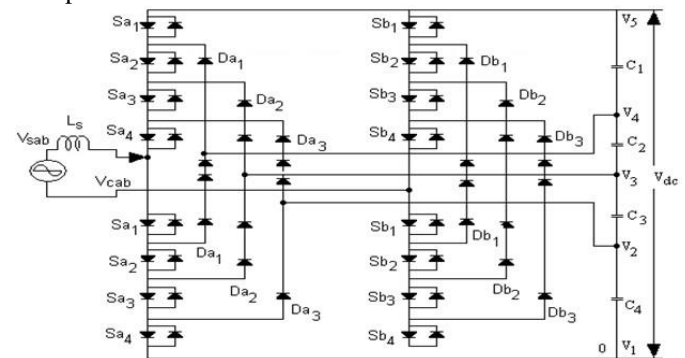 Sa1 Sb1 V5
Sa2 Da1 Sb2 Db1 C1
Sa3 Da2 Sb3 Db2
Ls Sa4 Da3 Sb4 Db3 V4
Vsab C2
Vcab V3 Vdc
Sa1 Sb1 C3
Sa2 Da1 Sb2 Db1 V2
Sa3 Da2 Sb3 Db2
Sa4 Da3 Sb4 Db3 C4
0 V1